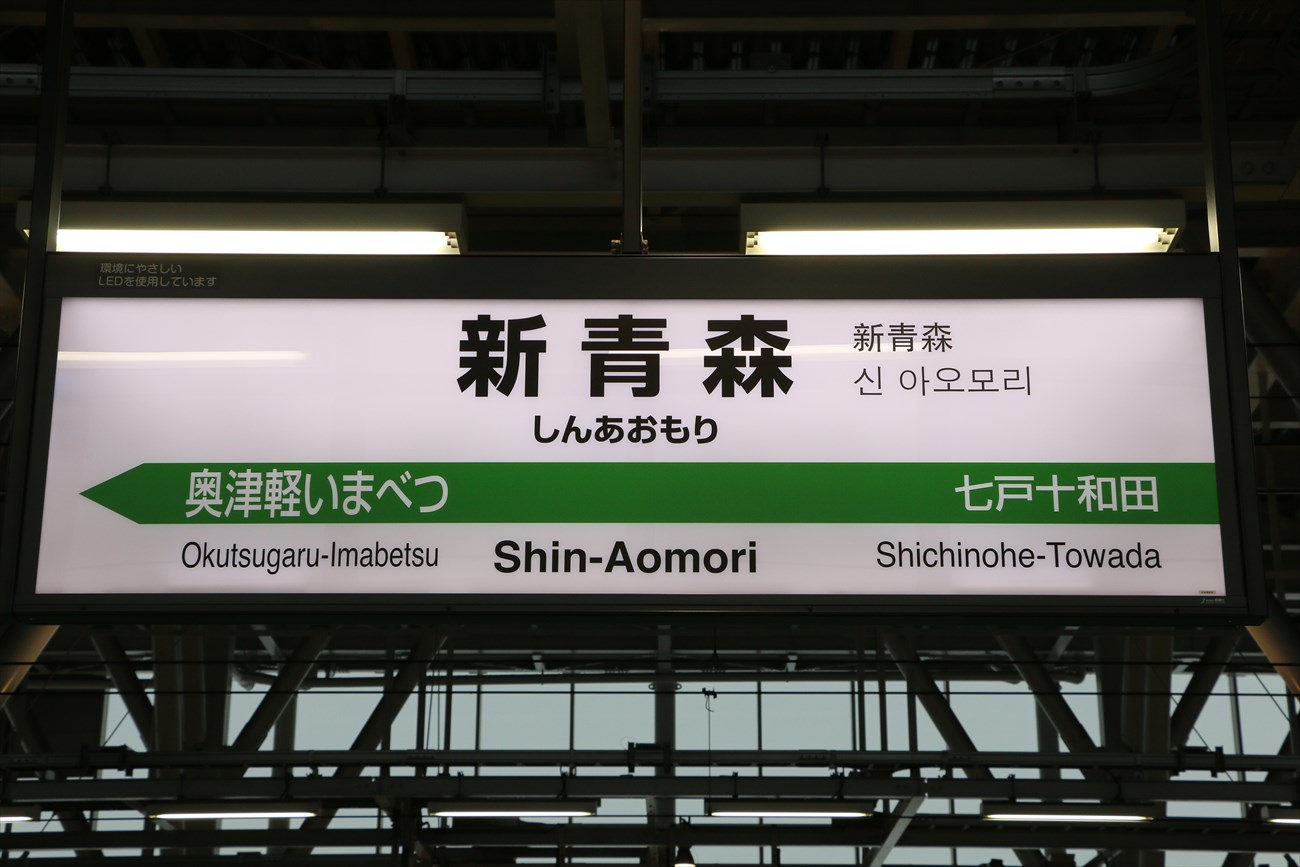 環境にやさしい
LEDを使用しています
新青森
新青森
신 아오모리
しんあおもり
奥津軽いまべつ
七戸十和田
Okutsugaru-Imabetsu
Shin-Aomori
Shichinohe-Towada